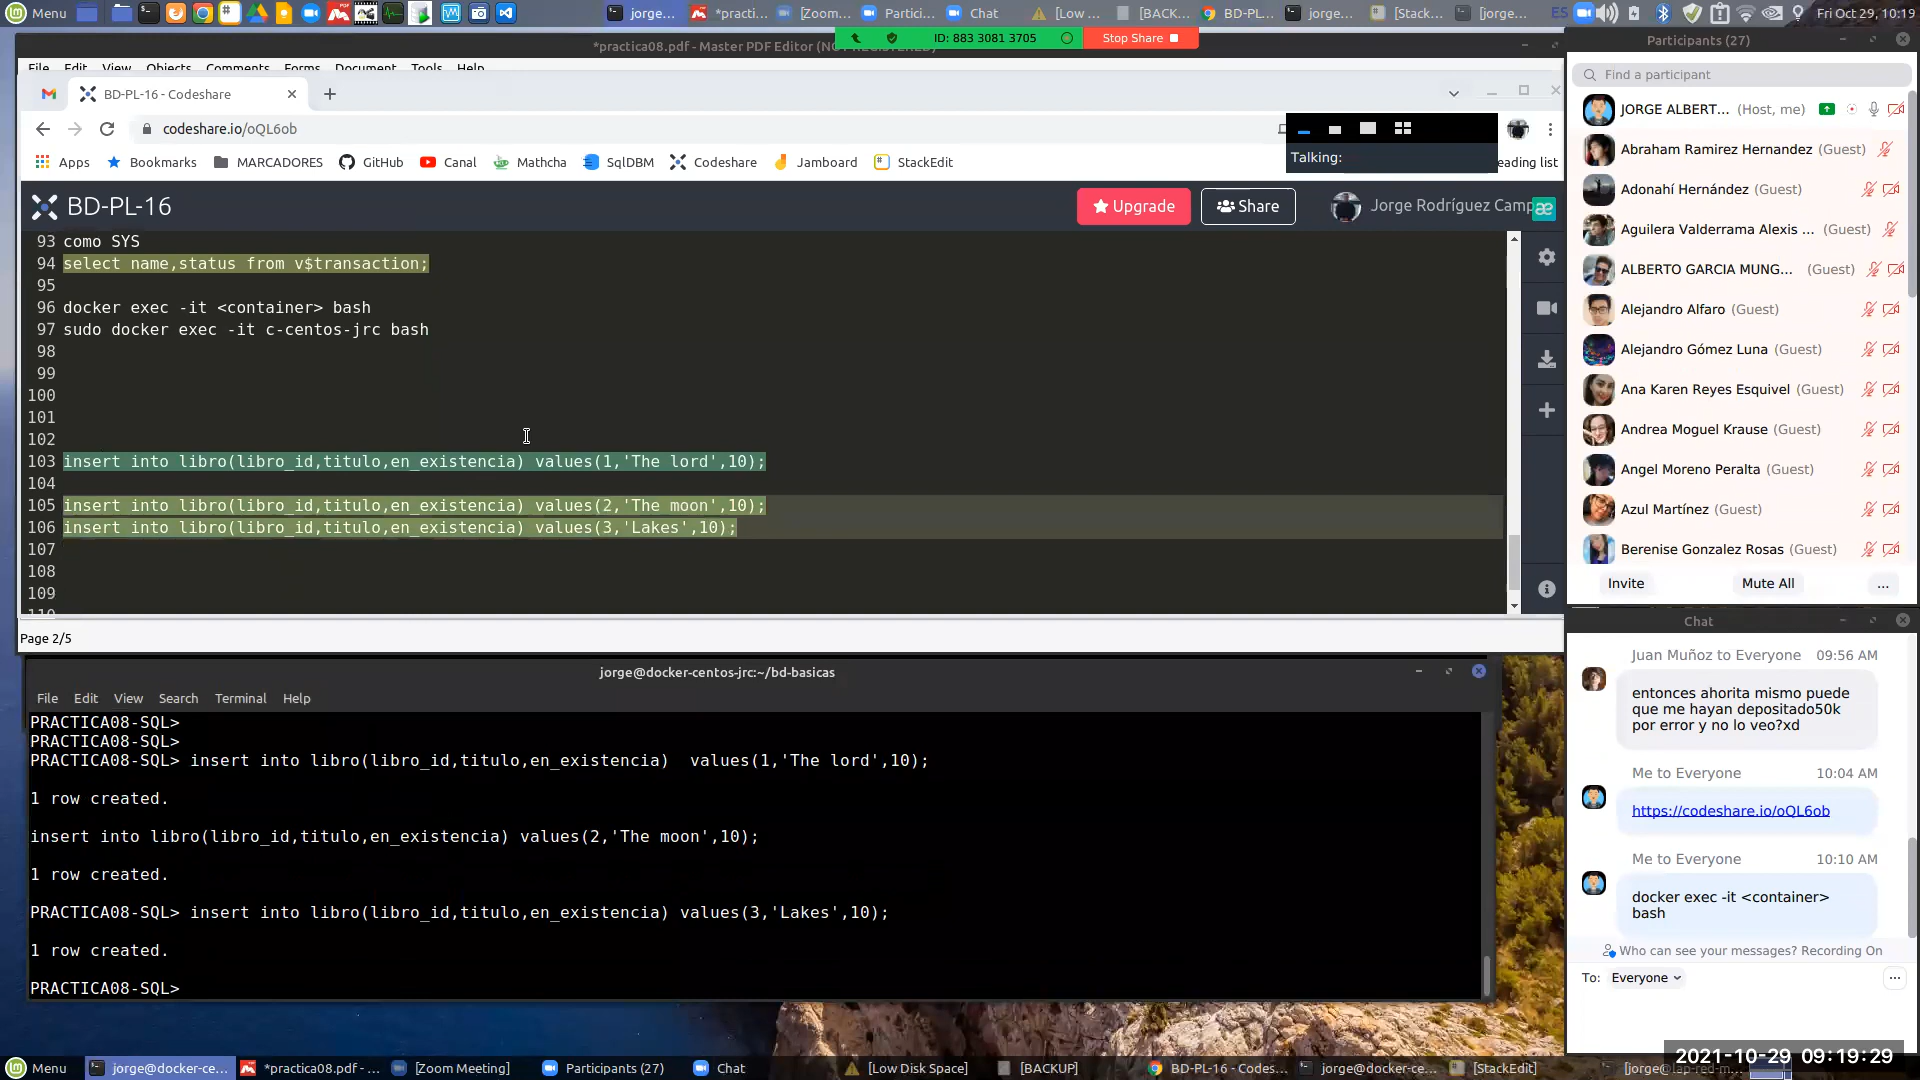 Menu
jorge...
*practi...
[Zoom...
Partici...
Chat
[Low ...
[BACK...
BD-PL...
jorge...
[Stack...
[jorge...
ES
Fri Oct 29, 10:19
*practica08.pdf - Master PDF Editor (NOT REGISTERED)
ID: 883 3081 3705
Stop Share
File Edit View Objects Comments Forms Document Tools Help
BD-PL-16 - Codeshare
codeshare.io/oQL6ob
Talking:
Apps
Bookmarks
MARCADORES
GitHub
Canal
Mathcha
SqlDBM
Codeshare
Jamboard
StackEdit
eading list
BD-PL-16
Upgrade
Share
Jorge Rodríguez Camp
æ
93 como SYS
94 select name,status from v$transaction;
95
96 docker exec -it <container> bash
97 sudo docker exec -it c-centos-jrc bash
98
99
100
101
102
103 insert into libro(libro_id,titulo,en_existencia) values(1,'The lord',10);
104
105 insert into libro(libro_id,titulo,en_existencia) values(2,'The moon',10);
106 insert into libro(libro_id,titulo,en_existencia) values(3,'Lakes',10);
107
108
109
110
Page 2/5
jorge@docker-centos-jrc:~/bd-basicas
File Edit View Search Terminal Help
PRACTICA08-SQL>
PRACTICA08-SQL>
PRACTICA08-SQL> insert into libro(libro_id,titulo,en_existencia)  values(1,'The lord',10);
1 row created.
insert into libro(libro_id,titulo,en_existencia) values(2,'The moon',10);
1 row created.
PRACTICA08-SQL> insert into libro(libro_id,titulo,en_existencia) values(3,'Lakes',10);
1 row created.
PRACTICA08-SQL>
Participants (27)
Find a participant
JORGE ALBERT... (Host, me)
Abraham Ramirez Hernandez (Guest)
Adonahí Hernández (Guest)
Aguilera Valderrama Alexis ... (Guest)
ALBERTO GARCIA MUNG... (Guest)
Alejandro Alfaro (Guest)
Alejandro Gómez Luna (Guest)
Ana Karen Reyes Esquivel (Guest)
Andrea Moguel Krause (Guest)
Angel Moreno Peralta (Guest)
Azul Martínez (Guest)
Berenise Gonzalez Rosas (Guest)
Invite
Mute All
...
Chat
Juan Muñoz to Everyone 09:56 AM
entonces ahorita mismo puede
que me hayan depositado50k
por error y no lo veo?xd
Me to Everyone 10:04 AM
https://codeshare.io/oQL6ob
Me to Everyone 10:10 AM
docker exec -it <container>
bash
Who can see your messages? Recording On
To: Everyone
2021-10-29 09:19:29
Menu
jorge@docker-ce...
*practica08.pdf - ...
[Zoom Meeting]
Participants (27)
Chat
[Low Disk Space]
[BACKUP]
BD-PL-16 - Codes...
jorge@docker-ce...
[StackEdit]
[jorge@lap-red-m...